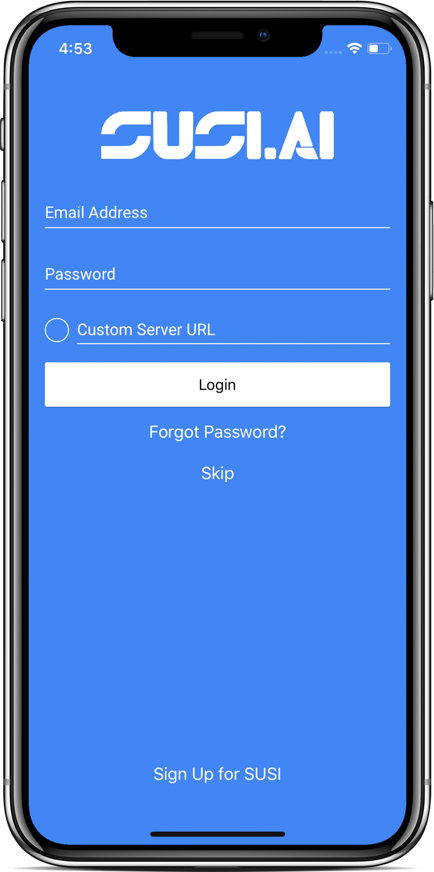 4:53
SUSI.AI
Email Address
Password
Custom Server URL
Login
Forgot Password?
Skip
Sign Up for SUSI